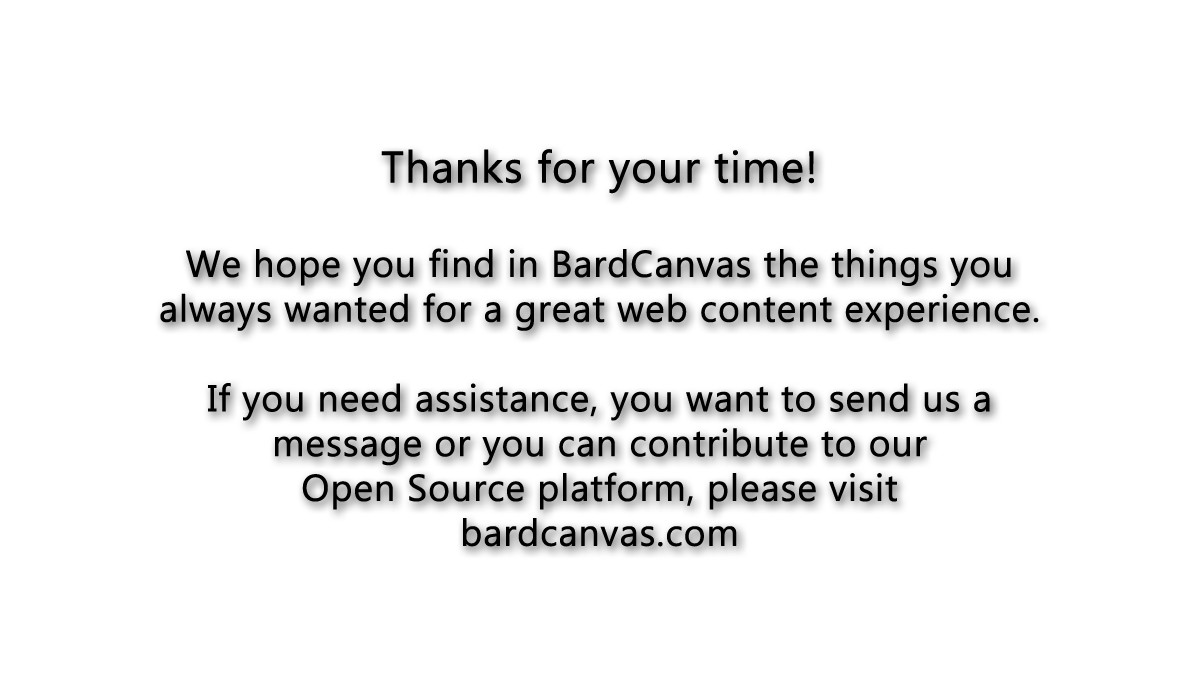 Thanks for your time!
We hope you find in BardCanvas the things you
always wanted for a great web content experience.
If you need assistance, you want to send us a
message or you can contribute to our
Open Source platform, please visit
bardcanvas.com